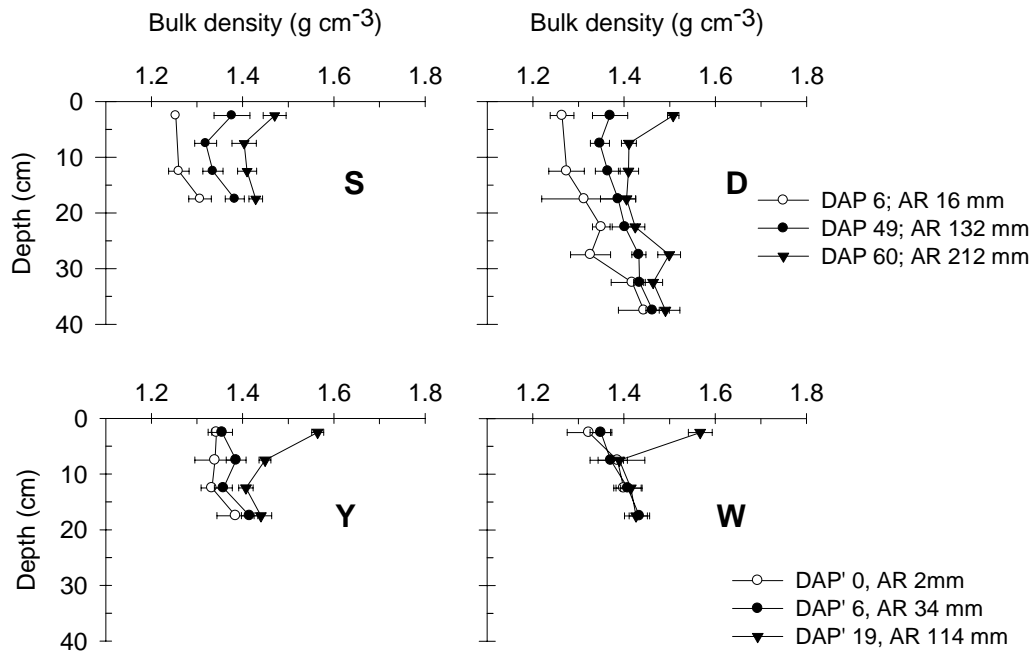 Bulk density (g cm-3) Bulk density (g cm-3)
1.2 1.4 1.6 1.8 1.2 1.4 1.6 1.8
0
10
20
30
40
Depth (cm)
S
D
DAP 6; AR 16 mm
DAP 49; AR 132 mm
DAP 60; AR 212 mm
1.2 1.4 1.6 1.8 1.2 1.4 1.6 1.8
0
10
20
30
40
Depth (cm)
Y
W
DAP' 0, AR 2mm
DAP' 6, AR 34 mm
DAP' 19, AR 114 mm